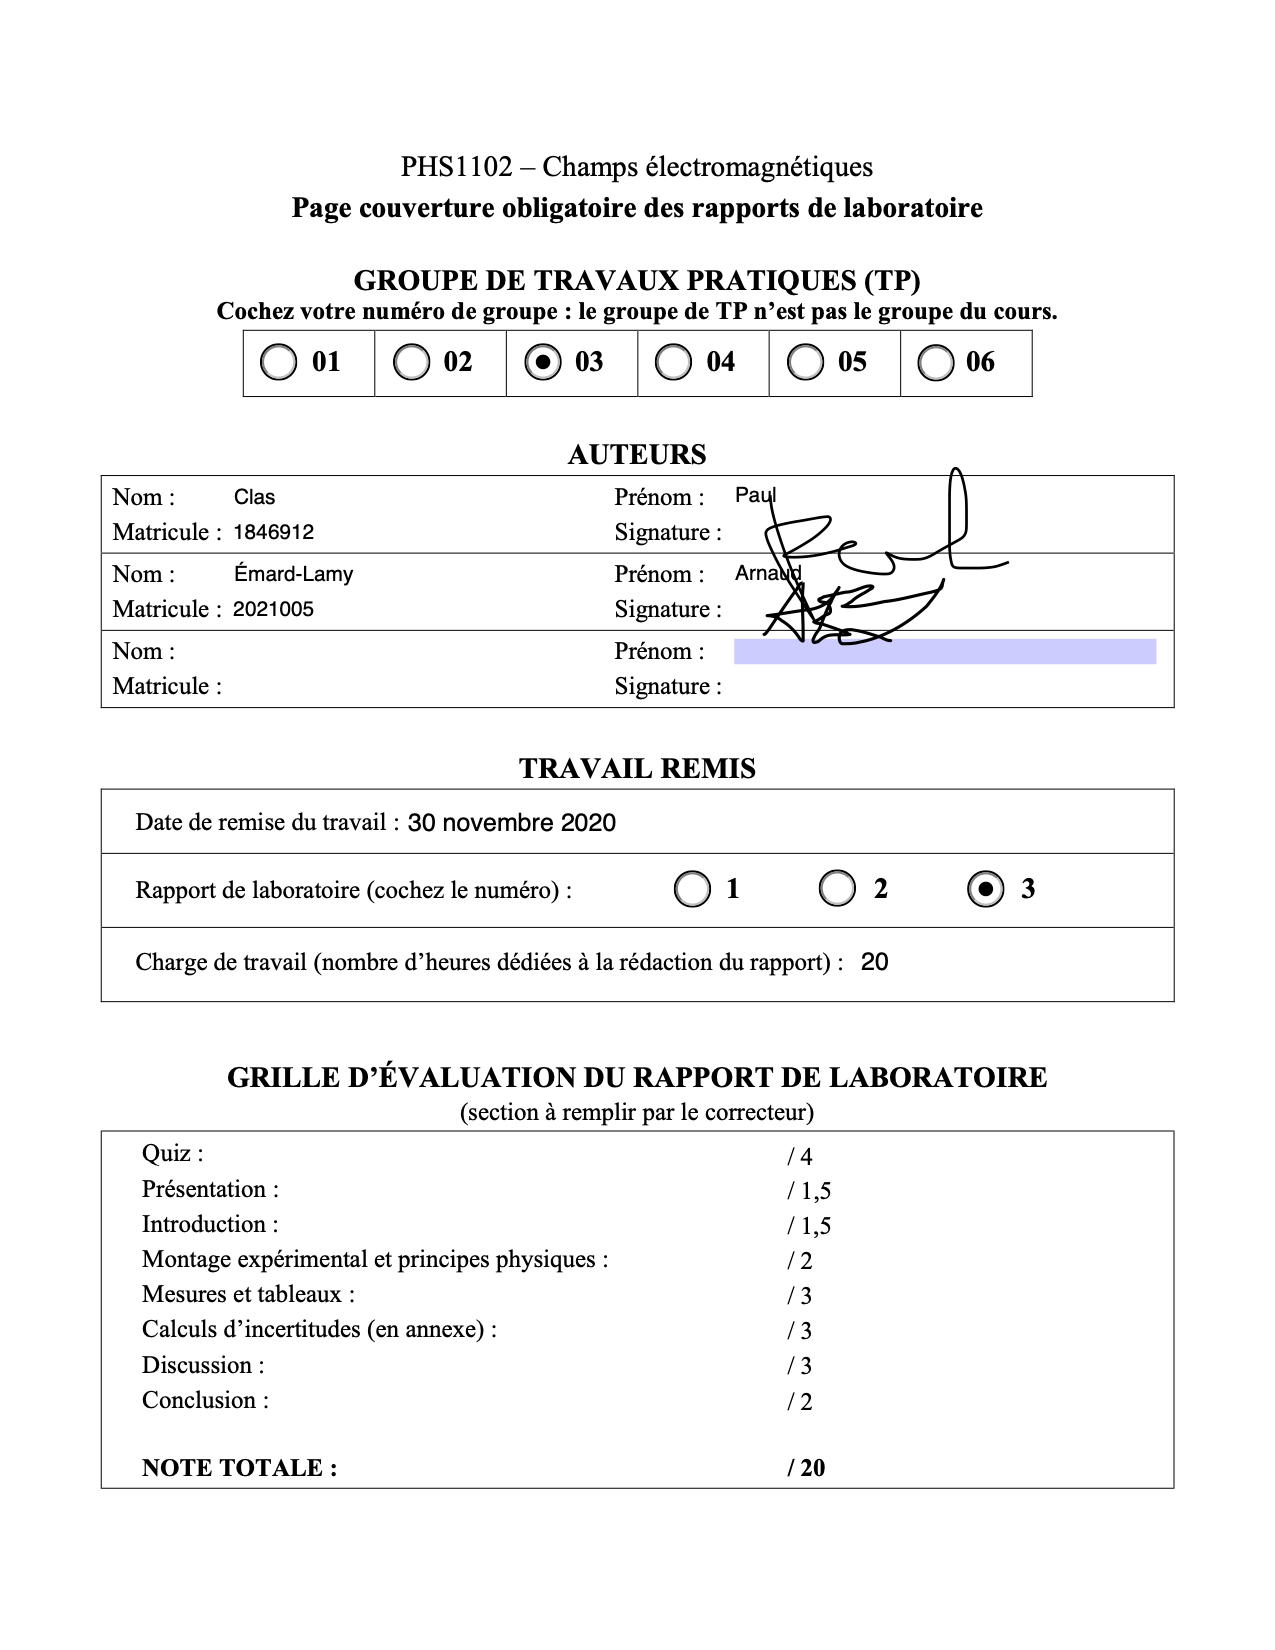 PHS1102 – Champs électromagnétiques
Page couverture obligatoire des rapports de laboratoire
GROUPE DE TRAVAUX PRATIQUES (TP)
Cochez votre numéro de groupe : le groupe de TP n’est pas le groupe du cours.
01 02 03 04 05 06
AUTEURS
Nom : Clas Prénom : Paul
Matricule : 1846912 Signature : Paul
Nom : Émard-Lamy Prénom : Arnaud
Matricule : 2021005 Signature :
Nom : Prénom :
Matricule : Signature :
TRAVAIL REMIS
Date de remise du travail : 30 novembre 2020
Rapport de laboratoire (cochez le numéro) : 1 2 3
Charge de travail (nombre d’heures dédiées à la rédaction du rapport) : 20
GRILLE D’ÉVALUATION DU RAPPORT DE LABORATOIRE
(section à remplir par le correcteur)
Quiz : / 4
Présentation : / 1,5
Introduction : / 1,5
Montage expérimental et principes physiques : / 2
Mesures et tableaux : / 3
Calculs d’incertitudes (en annexe) : / 3
Discussion : / 3
Conclusion : / 2
NOTE TOTALE : / 20